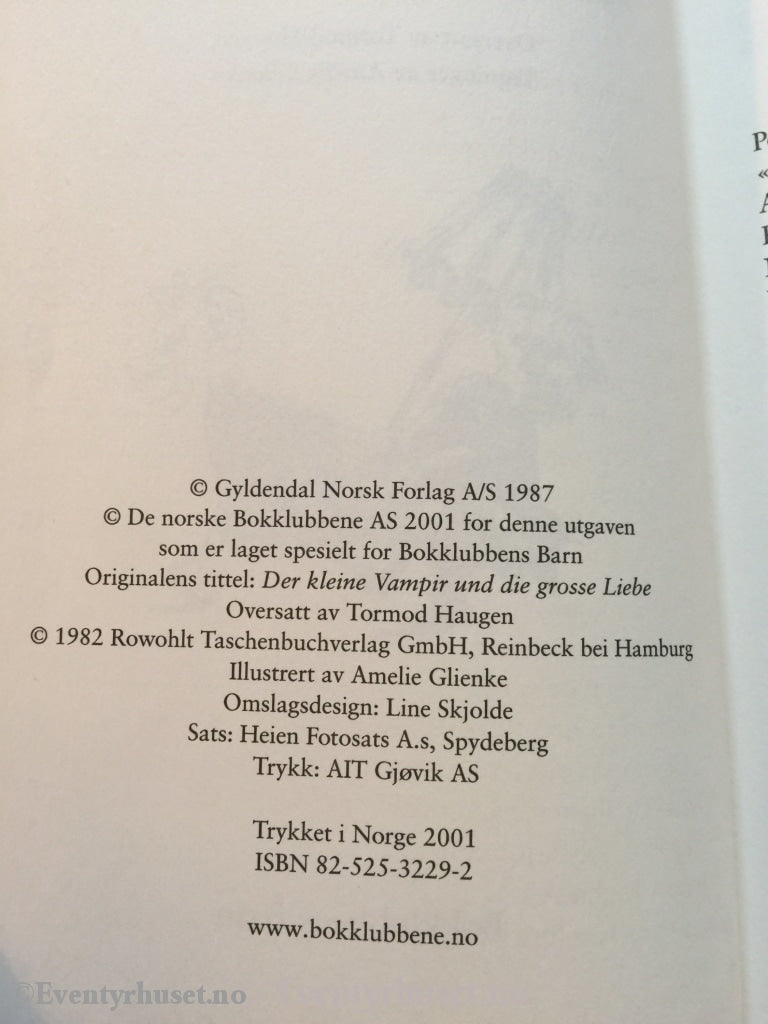 © Gyldendal Norsk Forlag A/S 1987
© De norske Bokklubbene AS 2001 for denne utgaven
som er laget spesielt for Bokklubbens Barn
Originalens tittel: Der kleine Vampir und die grosse Liebe
Oversatt av Tormod Haugen
© 1982 Rowohlt Taschenbuchverlag GmbH, Reinbeck bei Hamburg
Illustrert av Amelie Glienke
Omslagsdesign: Line Skjolde
Sats: Heien Fotosats A.s, Spydeberg
Trykk: AIT Gjøvik AS
Trykket i Norge 2001
ISBN 82-525-3229-2
www.bokklubbene.no
©Eventyrhuset.no